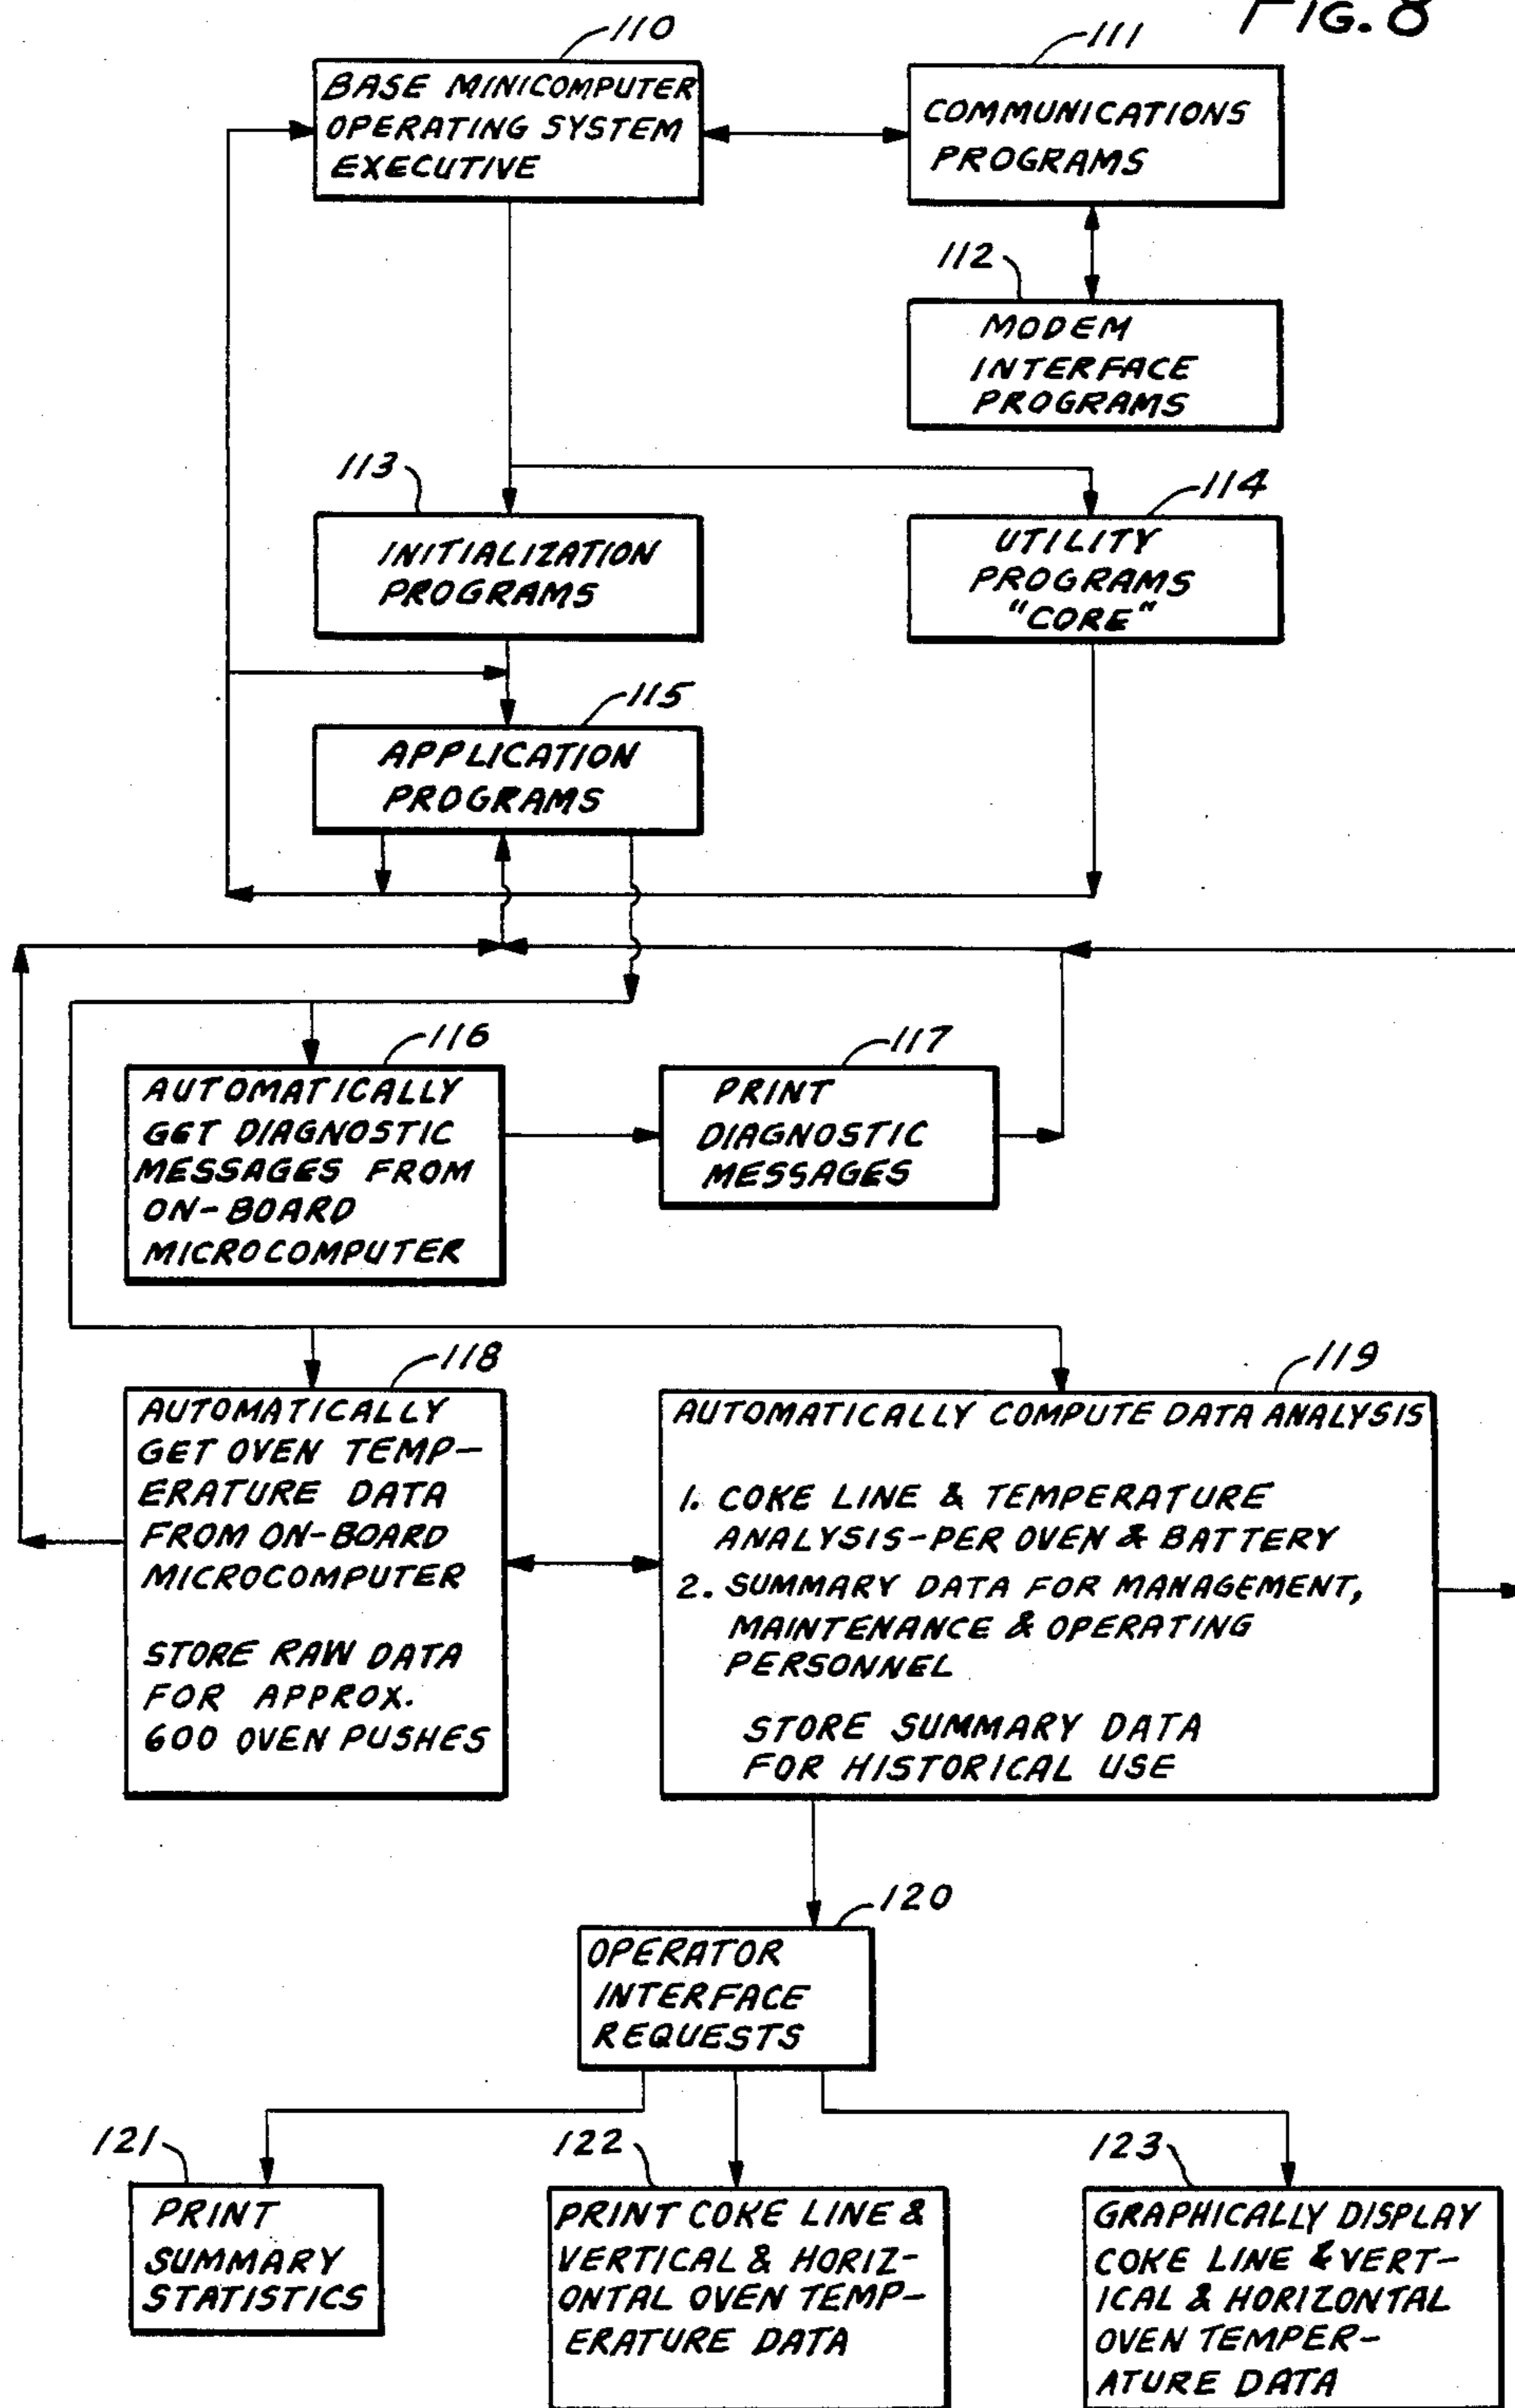 FIG. 8
110
BASE MINICOMPUTER
OPERATING SYSTEM
EXECUTIVE
111
COMMUNICATIONS
PROGRAMS
112
MODEM
INTERFACE
PROGRAMS
113
INITIALIZATION
PROGRAMS
114
UTILITY
PROGRAMS
"CORE"
115
APPLICATION
PROGRAMS
116
AUTOMATICALLY
GET DIAGNOSTIC
MESSAGES FROM
ON-BOARD
MICROCOMPUTER
117
PRINT
DIAGNOSTIC
MESSAGES
118
AUTOMATICALLY
GET OVEN TEMP-
ERATURE DATA
FROM ON-BOARD
MICROCOMPUTER
STORE RAW DATA
FOR APPROX.
600 OVEN PUSHES
119
AUTOMATICALLY COMPUTE DATA ANALYSIS
1. COKE LINE & TEMPERATURE
ANALYSIS-PER OVEN & BATTERY
2. SUMMARY DATA FOR MANAGEMENT,
MAINTENANCE & OPERATING
PERSONNEL
STORE SUMMARY DATA
FOR HISTORICAL USE
120
OPERATOR
INTERFACE
REQUESTS
121
PRINT
SUMMARY
STATISTICS
122
PRINT COKE LINE &
VERTICAL & HORIZ-
ONTAL OVEN TEMP-
ERATURE DATA
123
GRAPHICALLY DISPLAY
COKE LINE & VERT-
ICAL & HORIZONTAL
OVEN TEMPER-
ATURE DATA